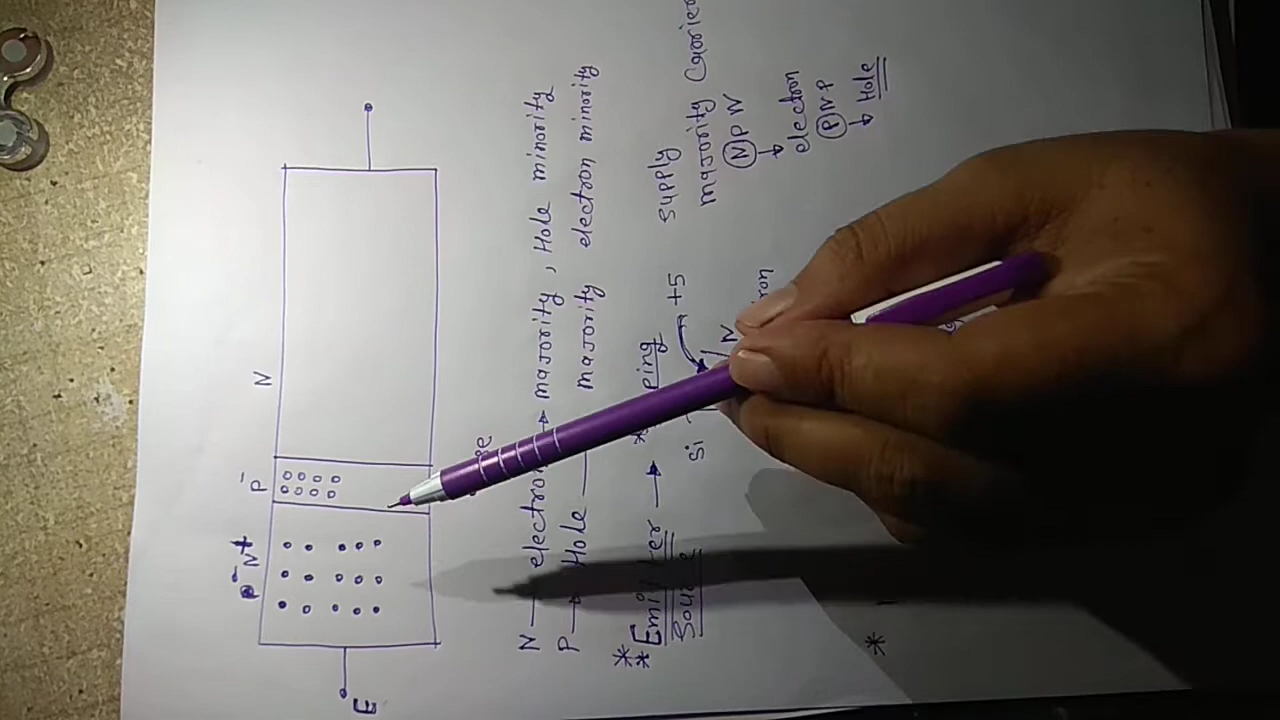 N
P⁻
N⁺
E
N — electron → majority, Hole minority
P → Hole — majority electron minority
** Emitter → * ping supply
Source Si +5 majority Carrier
N NPN
electron
PNP
Hole
*